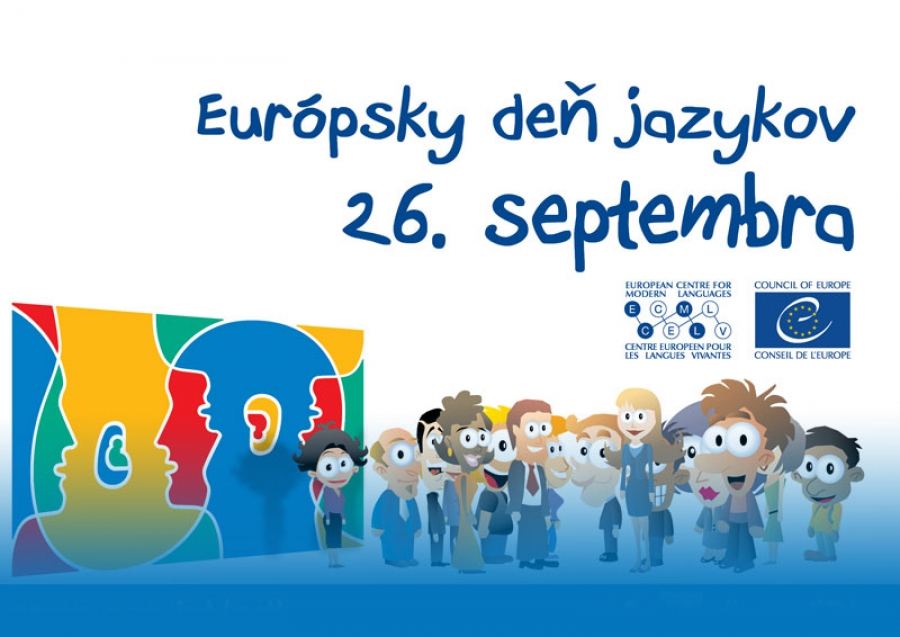 Európsky deň jazykov
26. septembra
EUROPEAN CENTRE FOR
MODERN LANGUAGES
E C M L
C E L V
CENTRE EUROPEEN POUR
LES LANGUES VIVANTES
COUNCIL OF EUROPE
CONSEIL DE L'EUROPE